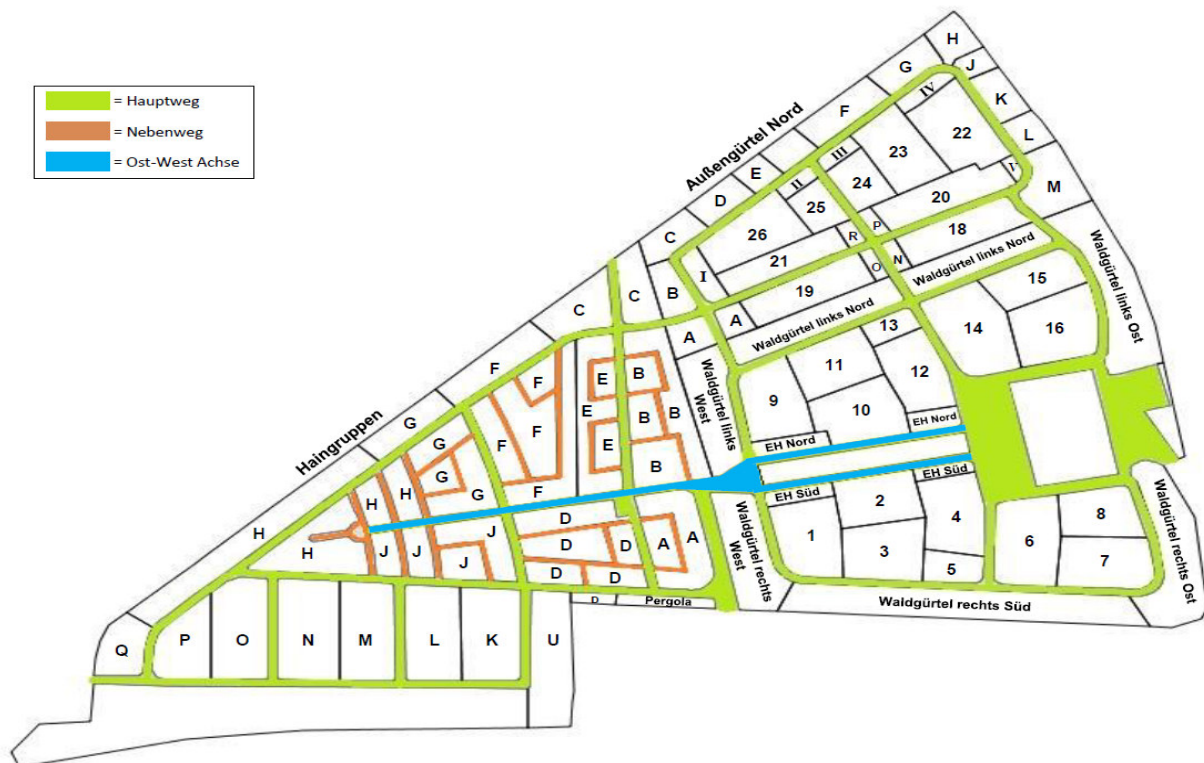 = Hauptweg
= Nebenweg
= Ost-West Achse
H
G
J
IV
K
F
22
L
Außengürtel Nord
III
23
E
II
24
V
M
D
25
20
P
26
R
18
C
21
O
N
Waldgürtel links Nord
Waldgürtel links Ost
I
B
C
19
15
C
A
A
Waldgürtel links Nord
13
14
16
Waldgürtel links West
11
12
9
10
EH Nord
EH Nord
F
F
E
B
E
B
B
F
F
E
B
F
G
G
G
G
Haingruppen
H
H
H
H
J
J
J
J
D
D
D
A
A
D
D
D
Pergola
EH Süd
EH Süd
Waldgürtel rechts West
1
2
3
4
5
6
7
8
Waldgürtel rechts Ost
Waldgürtel rechts Süd
Q
P
O
N
M
L
K
U